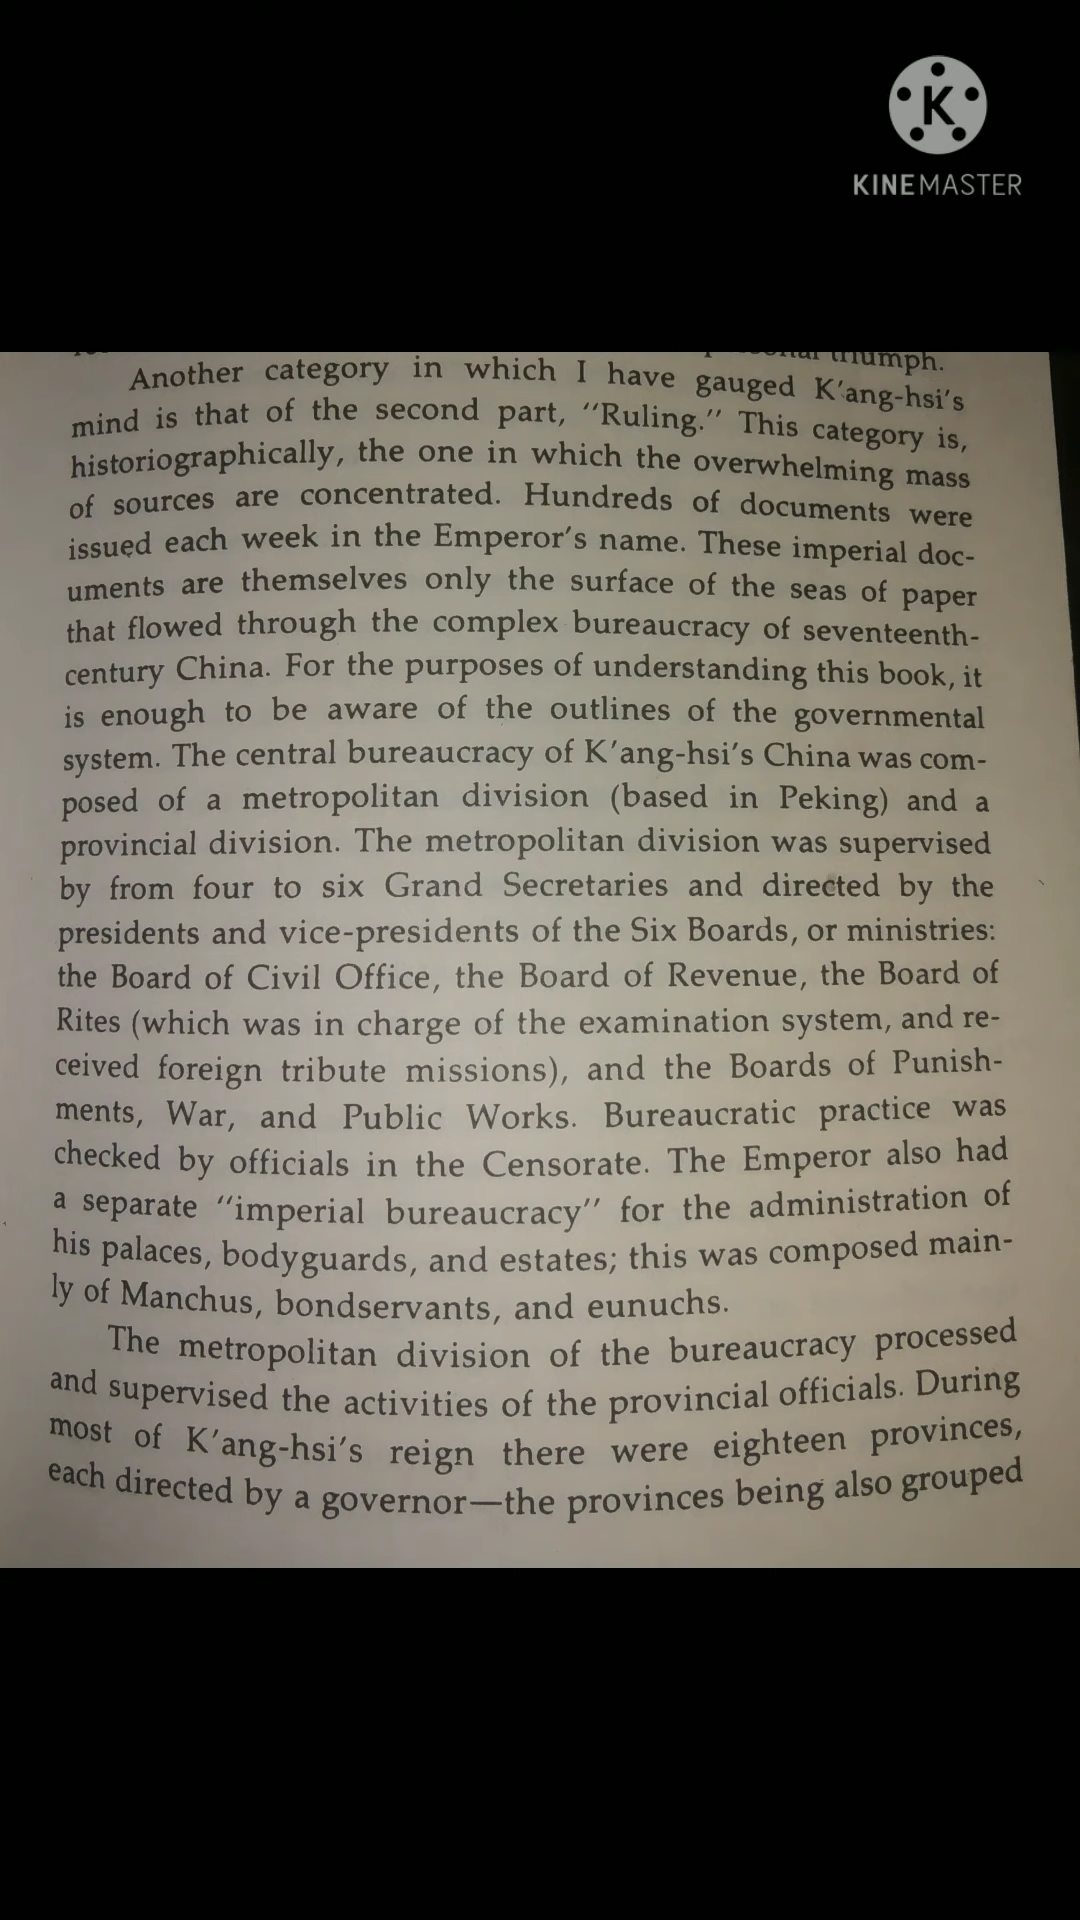 K
KINEMASTER
triumph.
Another category in which I have gauged K'ang-hsi's
mind is that of the second part, "Ruling." This category is,
historiographically, the one in which the overwhelming mass
of sources are concentrated. Hundreds of documents were
issued each week in the Emperor's name. These imperial doc-
uments are themselves only the surface of the seas of paper
that flowed through the complex bureaucracy of seventeenth-
century China. For the purposes of understanding this book, it
is enough to be aware of the outlines of the governmental
system. The central bureaucracy of K'ang-hsi's China was com-
posed of a metropolitan division (based in Peking) and a
provincial division. The metropolitan division was supervised
by from four to six Grand Secretaries and directed by the
presidents and vice-presidents of the Six Boards, or ministries:
the Board of Civil Office, the Board of Revenue, the Board of
Rites (which was in charge of the examination system, and re-
ceived foreign tribute missions), and the Boards of Punish-
ments, War, and Public Works. Bureaucratic practice was
checked by officials in the Censorate. The Emperor also had
a separate "imperial bureaucracy" for the administration of
his palaces, bodyguards, and estates; this was composed main-
ly of Manchus, bondservants, and eunuchs.
The metropolitan division of the bureaucracy processed
and supervised the activities of the provincial officials. During
most of K'ang-hsi's reign there were eighteen provinces,
each directed by a governor—the provinces being also grouped